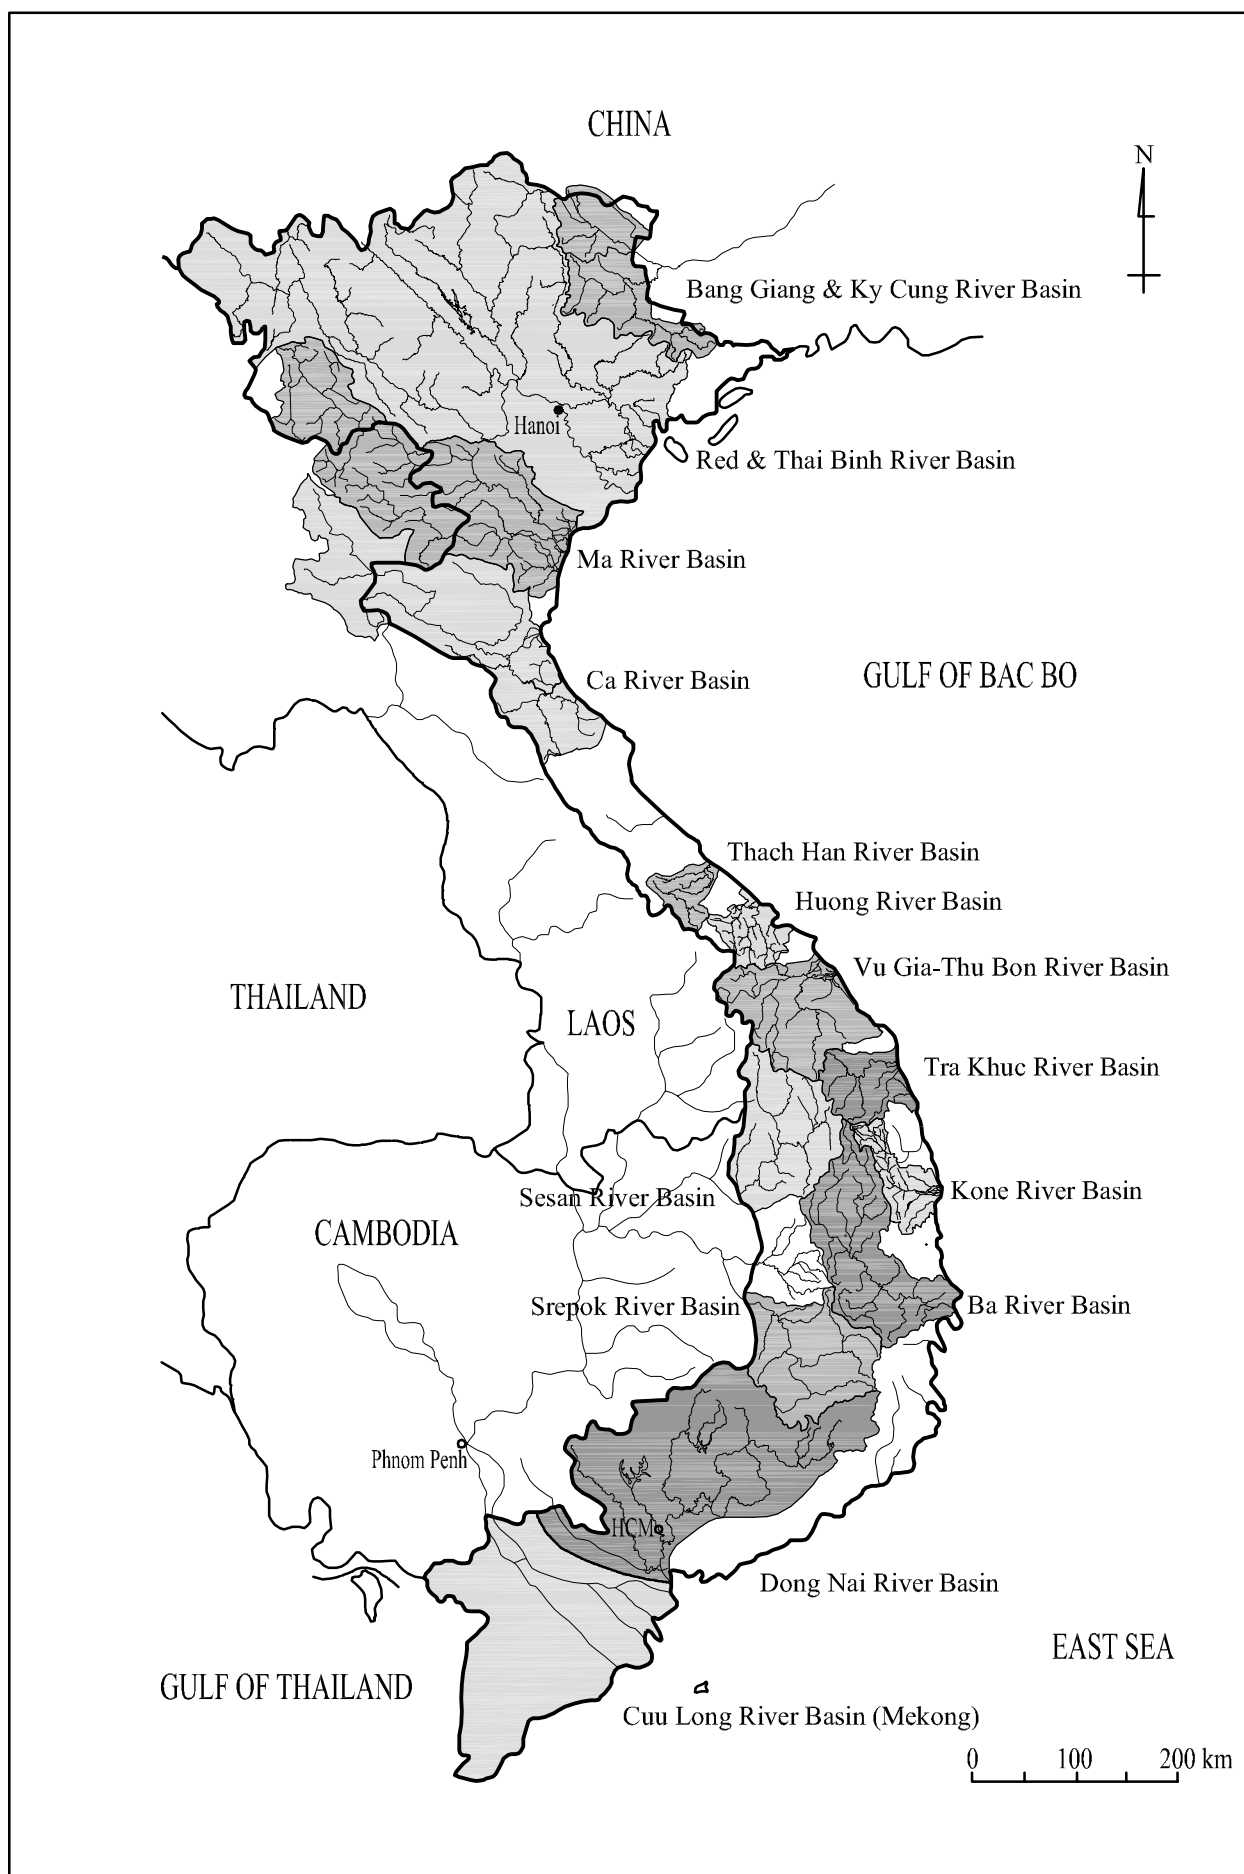 CHINA
N
Bang Giang & Ky Cung River Basin
Hanoi
Red & Thai Binh River Basin
Ma River Basin
Ca River Basin
GULF OF BAC BO
Thach Han River Basin
Huong River Basin
Vu Gia-Thu Bon River Basin
THAILAND
LAOS
Tra Khuc River Basin
Sesan River Basin
Kone River Basin
CAMBODIA
Srepok River Basin
Ba River Basin
Phnom Penh
HCM
Dong Nai River Basin
EAST SEA
GULF OF THAILAND
Cuu Long River Basin (Mekong)
0 100 200 km